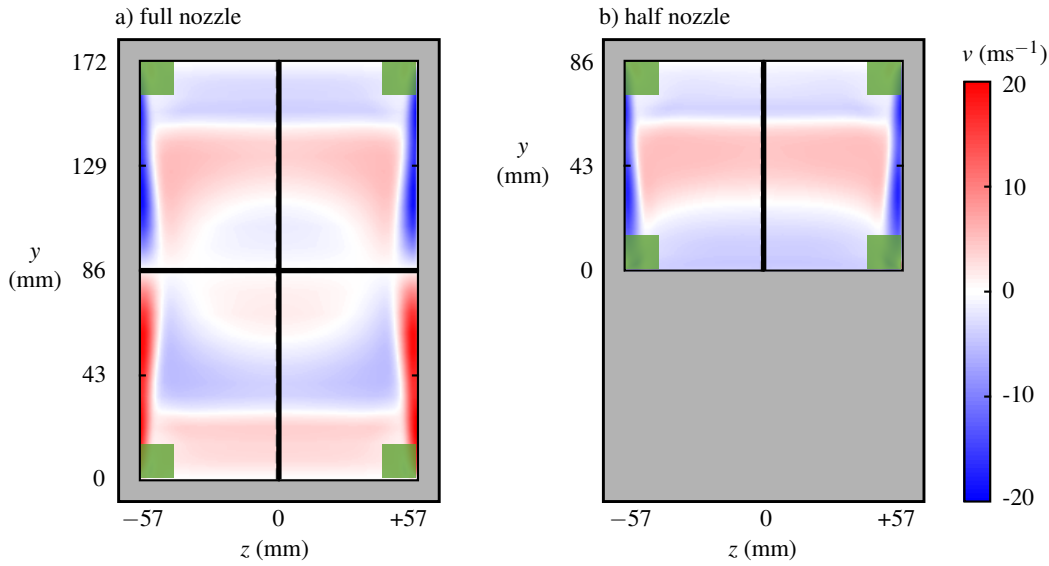 a) full nozzle
b) half nozzle
v (ms⁻¹)
172
129
y
(mm)
86
43
0
−57
0
+57
z (mm)
86
y
(mm)
43
0
−57
0
+57
z (mm)
20
10
0
-10
-20